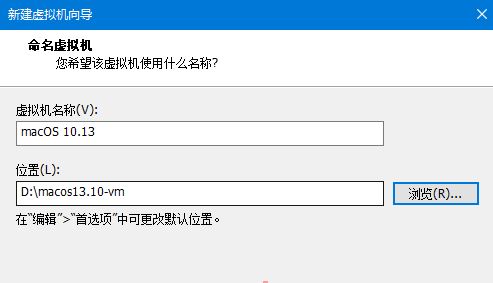 新建虚拟机向导
命名虚拟机
您希望该虚拟机使用什么名称?
虚拟机名称(V):
macOS 10.13
位置(L):
D:\macos13.10-vm
浏览(R)...
在“编辑”>“首选项”中可更改默认位置。